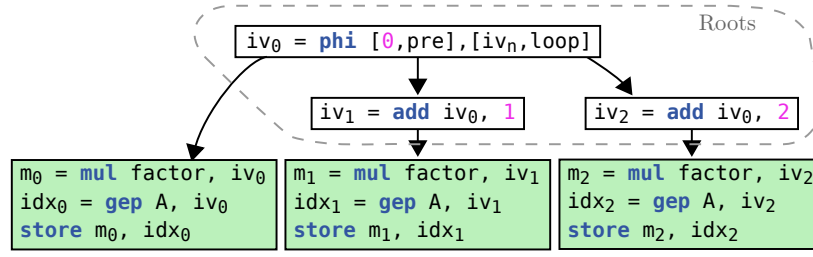 Roots
iv₀ = phi [0,pre],[ivₙ,loop]
iv₁ = add iv₀, 1
iv₂ = add iv₀, 2
m₀ = mul factor, iv₀
idx₀ = gep A, iv₀
store m₀, idx₀
m₁ = mul factor, iv₁
idx₁ = gep A, iv₁
store m₁, idx₁
m₂ = mul factor, iv₂
idx₂ = gep A, iv₂
store m₂, idx₂